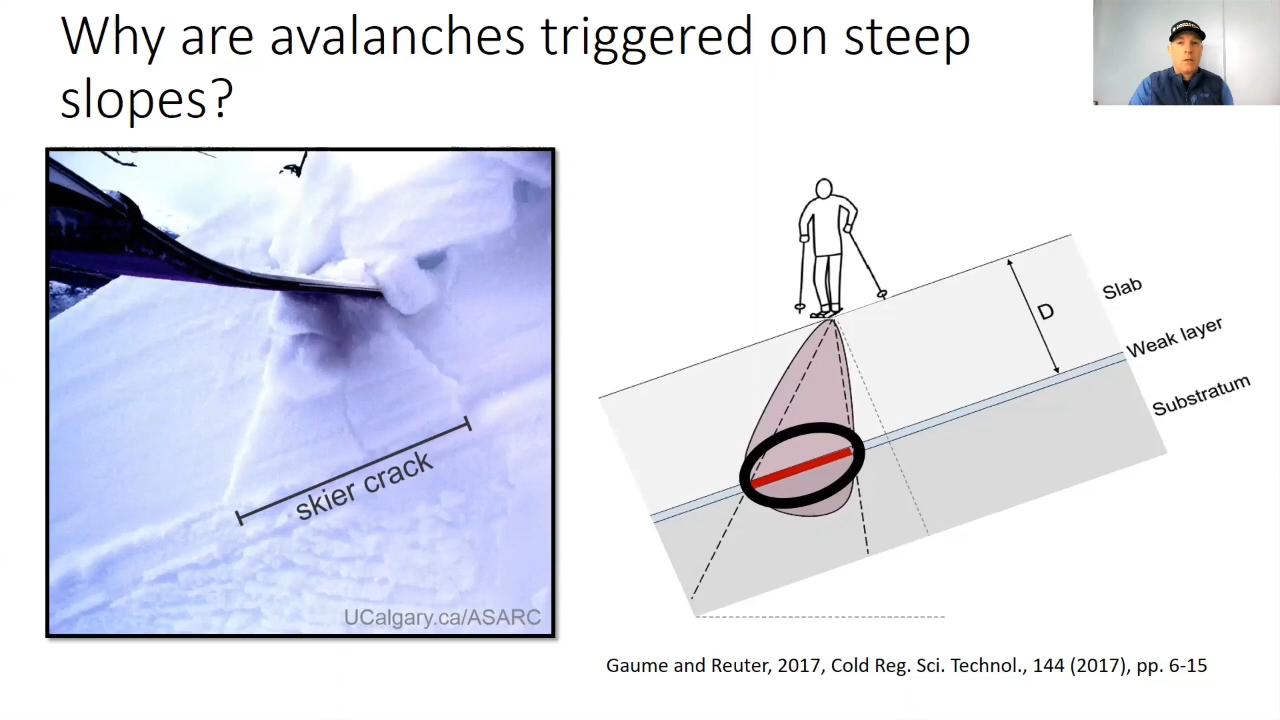 Why are avalanches triggered on steep
slopes?
skier crack
UCalgary.ca/ASARC
D
Slab
Weak layer
Substratum
Gaume and Reuter, 2017, Cold Reg. Sci. Technol., 144 (2017), pp. 6-15